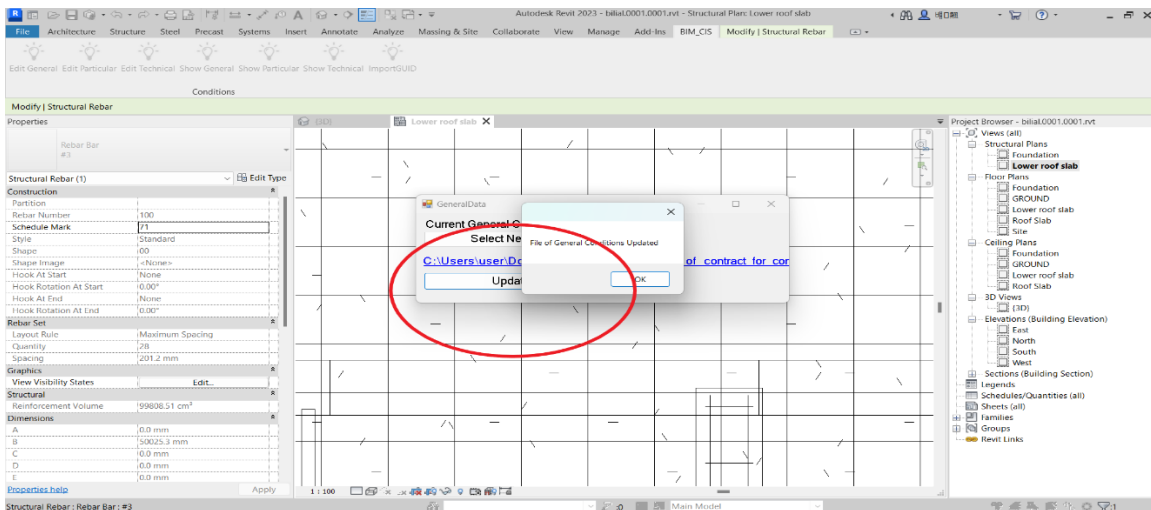 Autodesk Revit 2023 - bilial.0001.0001.rvt - Structural Plan: Lower roof slab
File Architecture Structure Steel Precast Systems Insert Annotate Analyze Massing & Site Collaborate View Manage Add-Ins BIM_CIS Modify | Structural Rebar
Edit General Edit Particular Edit Technical Show General Show Particular Show Technical ImportGUID
Conditions
Modify | Structural Rebar
Properties
Rebar Bar
#3
Structural Rebar (1) Edit Type
Construction
Partition
Rebar Number 100
Schedule Mark 71
Style Standard
Shape 00
Shape Image <None>
Hook At Start None
Hook Rotation At Start 0.00°
Hook At End None
Hook Rotation At End 0.00°
Rebar Set
Layout Rule Maximum Spacing
Quantity 28
Spacing 201.2 mm
Graphics
View Visibility States Edit...
Structural
Reinforcement Volume 99808.51 cm³
Dimensions
A 0.0 mm
B 50025.3 mm
C 0.0 mm
D 0.0 mm
E 0.0 mm
Properties help Apply
Structural Rebar : Rebar Bar : #3
{3D} Lower roof slab
GeneralData
Current General C
Select Ne
C:\Users\user\Do
of_contract_for_cor
Updat
File of General Conditions Updated
OK
1 : 100
:0 Main Model
Project Browser - bilial.0001.0001.rvt
Views (all)
Structural Plans
Foundation
Lower roof slab
Floor Plans
Foundation
GROUND
Lower roof slab
Roof Slab
Site
Ceiling Plans
Foundation
GROUND
Lower roof slab
Roof Slab
3D Views
{3D}
Elevations (Building Elevation)
East
North
South
West
Sections (Building Section)
Legends
Schedules/Quantities (all)
Sheets (all)
Families
Groups
Revit Links
:1